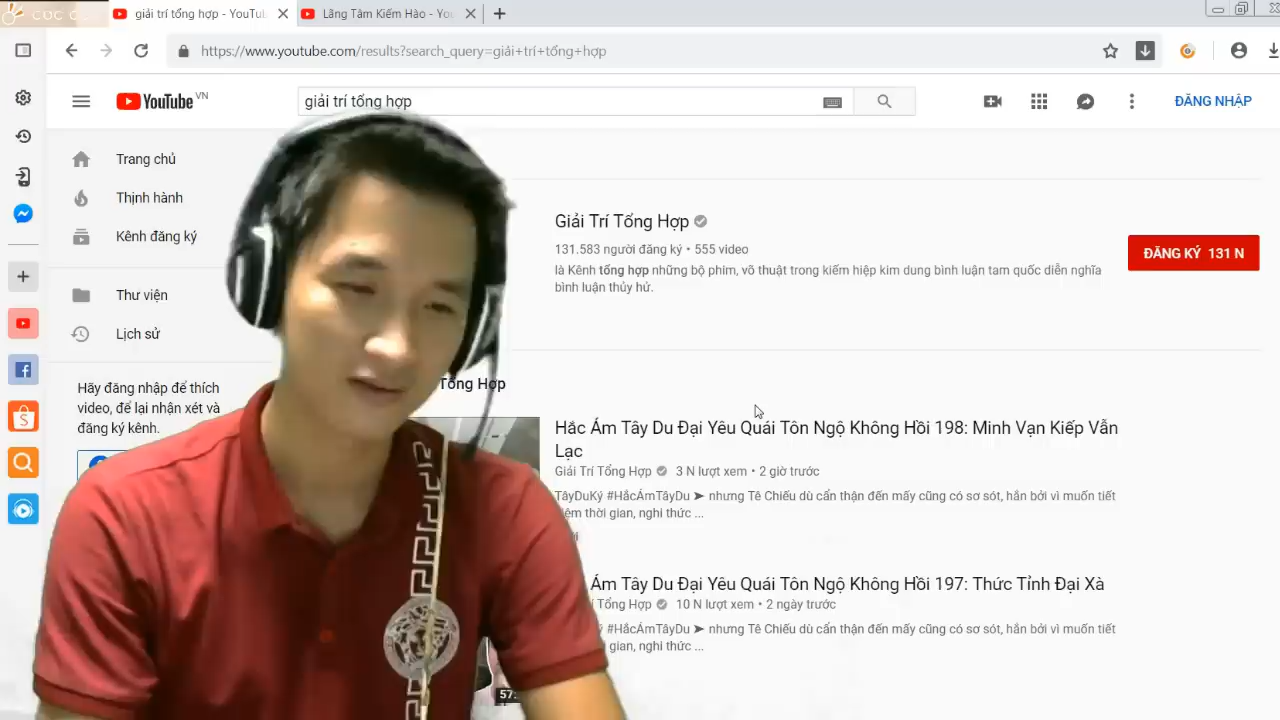 giải trí tổng hợp - YouTu
Lãng Tâm Kiếm Hào - You
https://www.youtube.com/results?search_query=giải+trí+tổng+hợp
YouTube VN
giải trí tổng hợp
ĐĂNG NHẬP
Trang chủ
Thịnh hành
Kênh đăng ký
Thư viện
Lịch sử
Hãy đăng nhập để thích
video, để lại nhận xét và
đăng ký kênh.
Giải Trí Tổng Hợp
131.583 người đăng ký • 555 video
là Kênh tổng hợp những bộ phim, võ thuật trong kiếm hiệp kim dung bình luận tam quốc diễn nghĩa
bình luận thủy hử.
ĐĂNG KÝ 131 N
Tổng Hợp
Hắc Ám Tây Du Đại Yêu Quái Tôn Ngộ Không Hồi 198: Minh Vạn Kiếp Vẫn
Lạc
Giải Trí Tổng Hợp 3 N lượt xem • 2 giờ trước
TâyDuKý #HắcÁmTâyDu ➤ nhưng Tê Chiếu dù cẩn thận đến mấy cũng có sơ sót, hắn bởi vì muốn tiết
kiệm thời gian, nghi thức ...
Ám Tây Du Đại Yêu Quái Tôn Ngộ Không Hồi 197: Thức Tỉnh Đại Xà
Trí Tổng Hợp 10 N lượt xem • 2 ngày trước
#HắcÁmTâyDu ➤ nhưng Tê Chiếu dù cẩn thận đến mấy cũng có sơ sót, hắn bởi vì muốn tiết
thời gian, nghi thức ...
57: